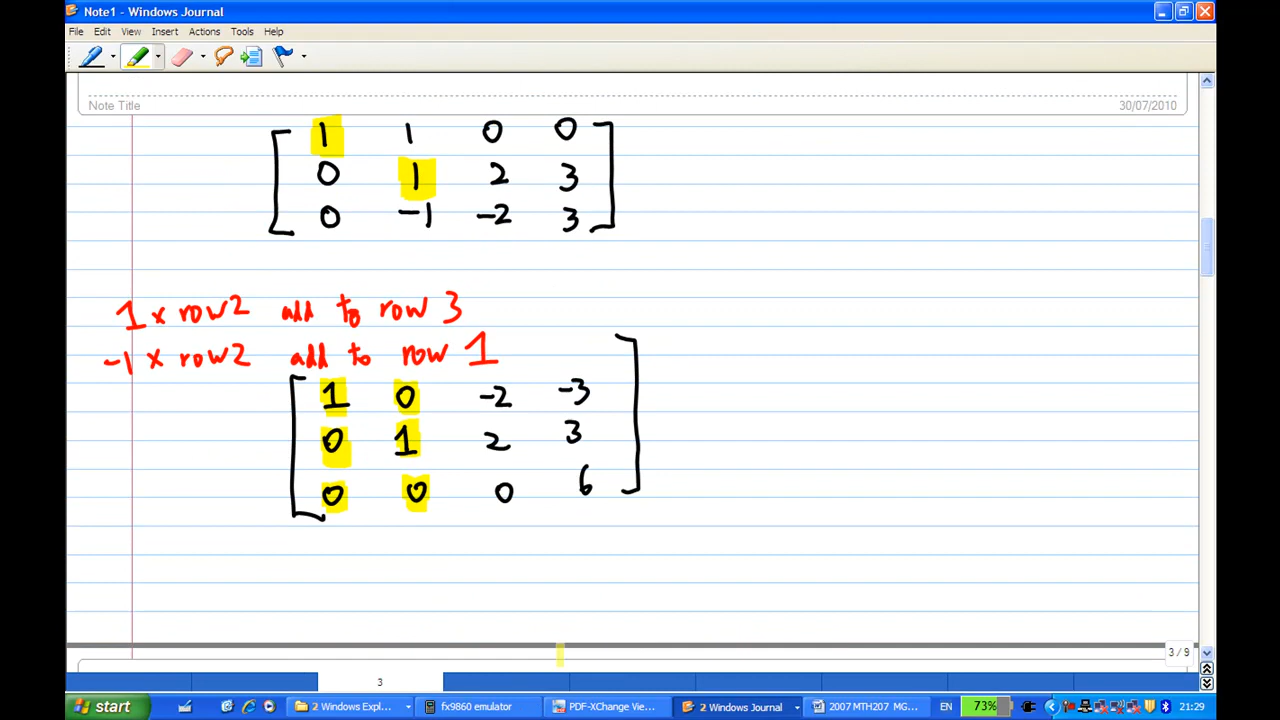 Note1 - Windows Journal
File Edit View Insert Actions Tools Help
Note Title 30/07/2010
1 1 0 0
0 1 2 3
0 -1 -2 3
1 x row2 add to row 3
-1 x row2 add to row 1
1 0 -2 -3
0 1 2 3
0 0 0 6
3 / 9
3
start 2 Windows Expl... fx9860 emulator PDF-XChange Vie... 2 Windows Journal 2007 MTH207 MG... EN 73% 21:29